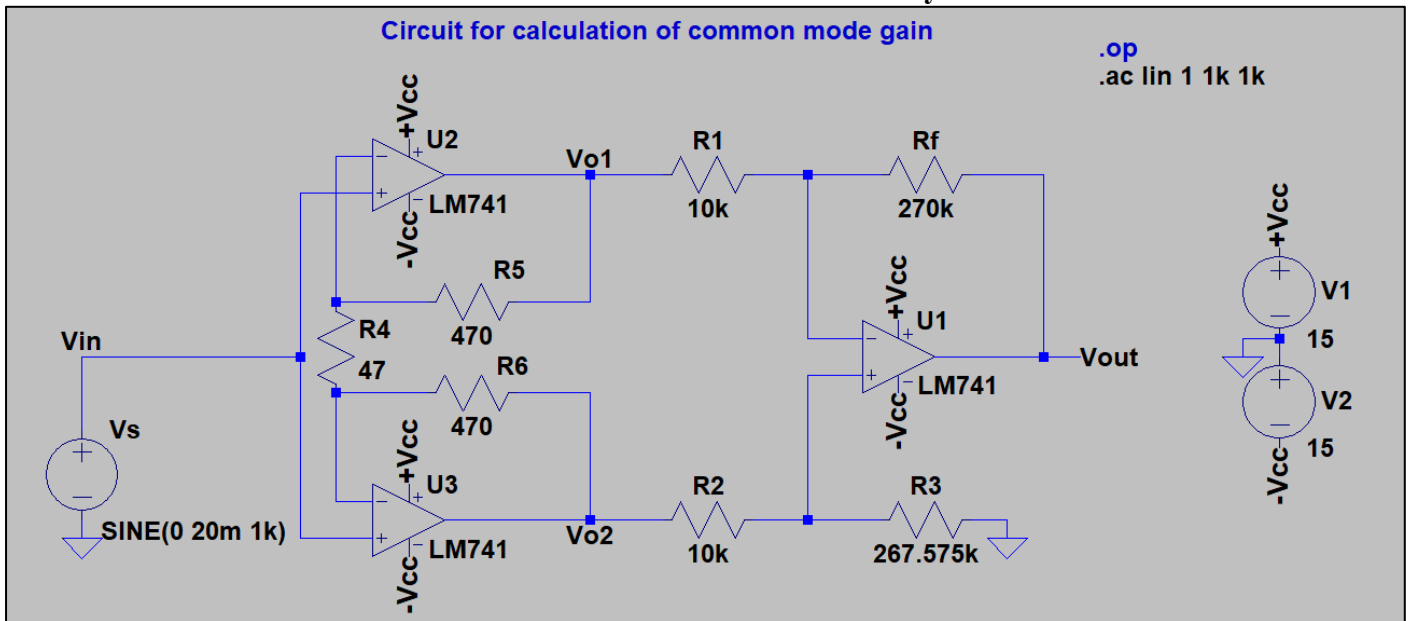 Circuit for calculation of common mode gain
.op
.ac lin 1 1k 1k
+Vcc
U2
LM741
-Vcc
Vo1
R1
10k
Rf
270k
R5
470
R4
47
R6
470
Vin
Vs
SINE(0 20m 1k)
+Vcc
U3
LM741
-Vcc
Vo2
R2
10k
R3
267.575k
+Vcc
U1
LM741
-Vcc
Vout
+Vcc
V1
15
V2
15
-Vcc